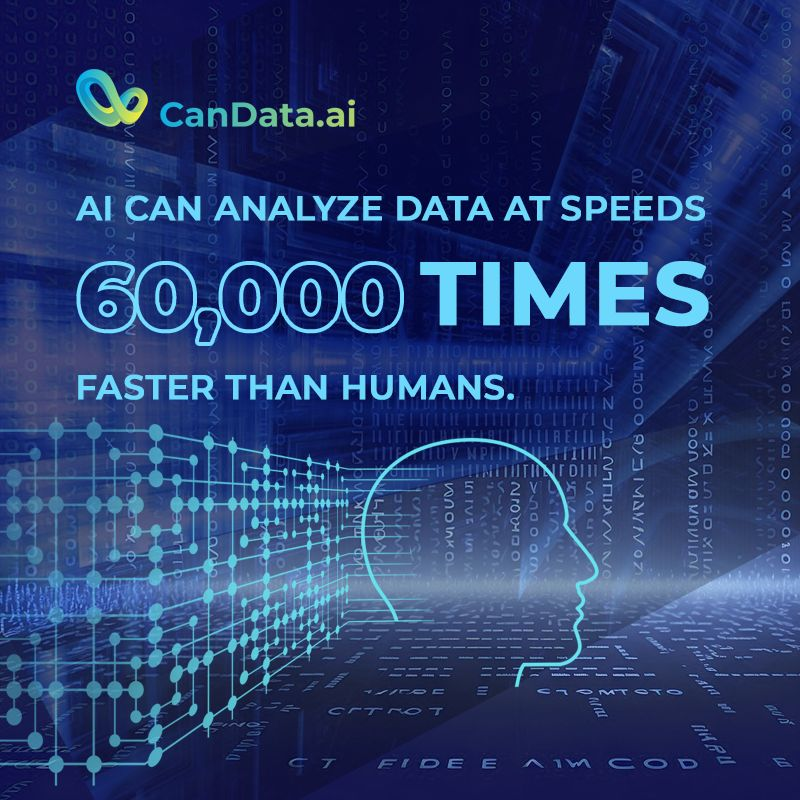 CanData.ai
AI CAN ANALYZE DATA AT SPEEDS
60,000 TIMES
FASTER THAN HUMANS.